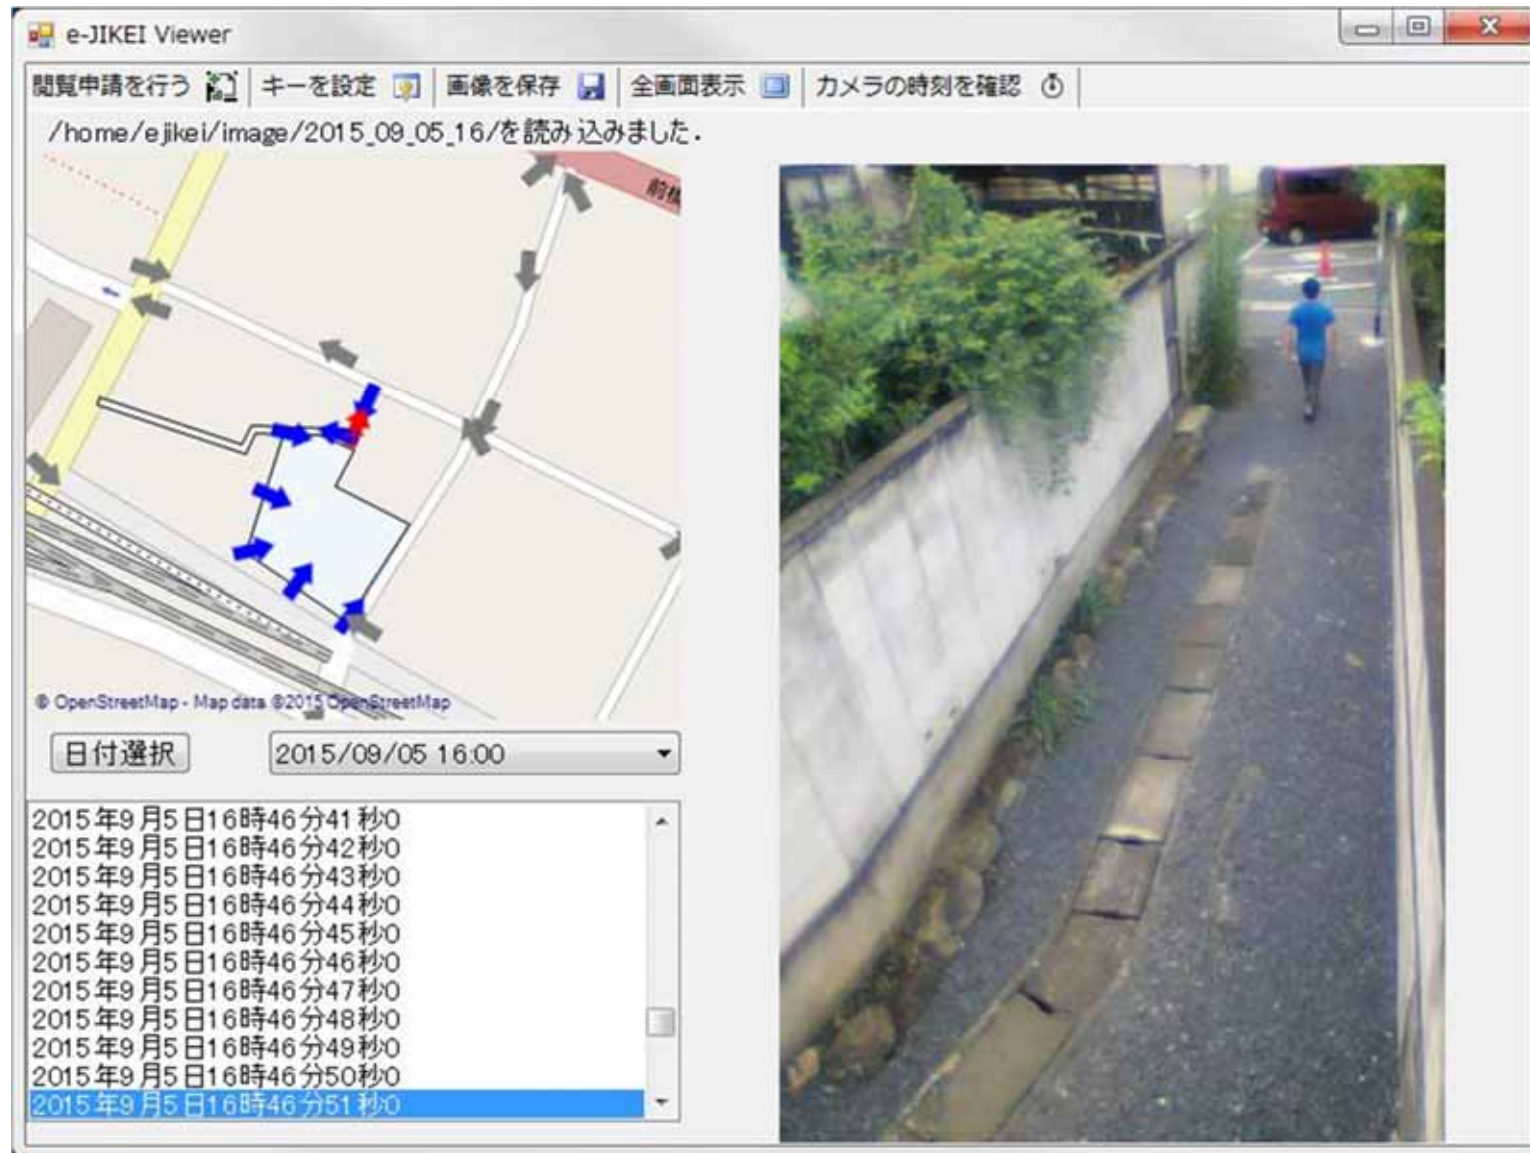 e-JIKEI Viewer
閲覧申請を行う キーを設定 画像を保存 全画面表示 カメラの時刻を確認
/home/ejikei/image/2015_09_05_16/を読み込みました.
前橋
© OpenStreetMap - Map data ©2015 OpenStreetMap
日付選択 2015/09/05 16:00
2015年9月5日16時46分41秒0
2015年9月5日16時46分42秒0
2015年9月5日16時46分43秒0
2015年9月5日16時46分44秒0
2015年9月5日16時46分45秒0
2015年9月5日16時46分46秒0
2015年9月5日16時46分47秒0
2015年9月5日16時46分48秒0
2015年9月5日16時46分49秒0
2015年9月5日16時46分50秒0
2015年9月5日16時46分51秒0